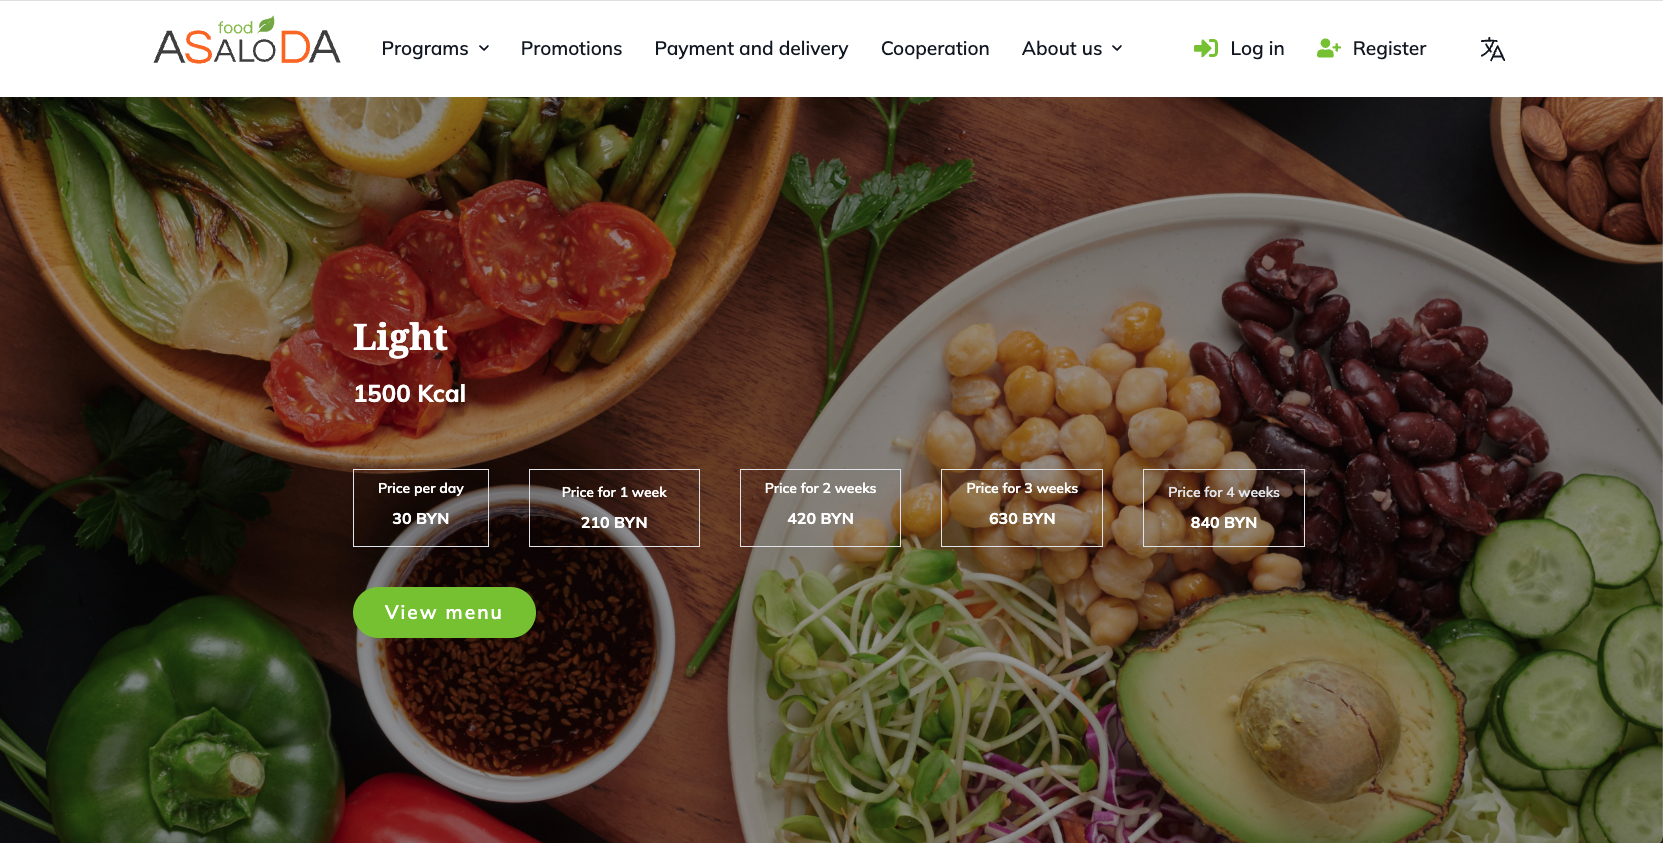 food
ASALODA
Programs
Promotions
Payment and delivery
Cooperation
About us
Log in
Register
Light
1500 Kcal
Price per day
30 BYN
Price for 1 week
210 BYN
Price for 2 weeks
420 BYN
Price for 3 weeks
630 BYN
Price for 4 weeks
840 BYN
View menu